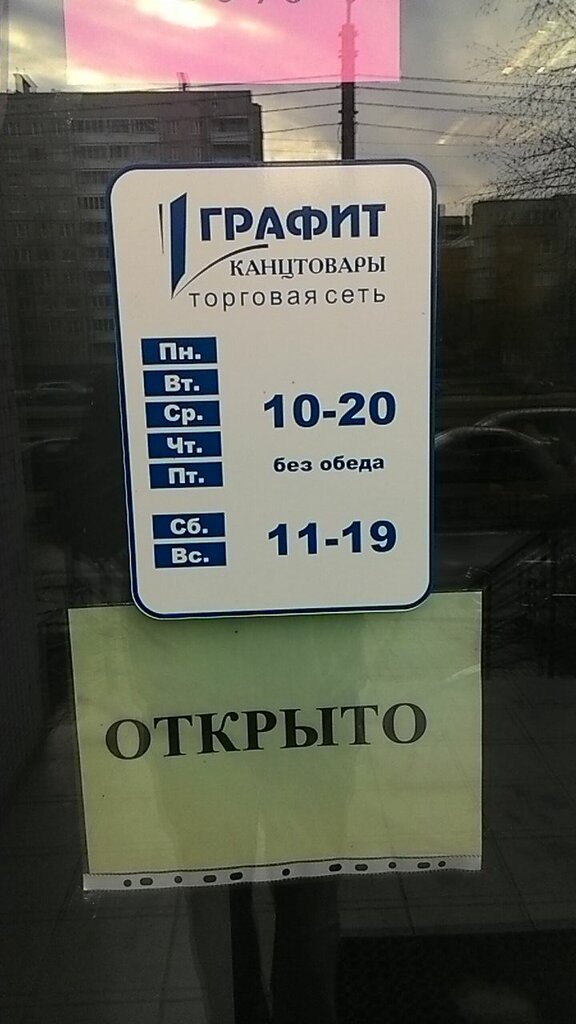 ГРАФИТ
КАНЦТОВАРЫ
торговая сеть
Пн.
Вт.
Ср.
Чт.
Пт.
10-20
без обеда
Сб.
Вс.
11-19
ОТКРЫТО